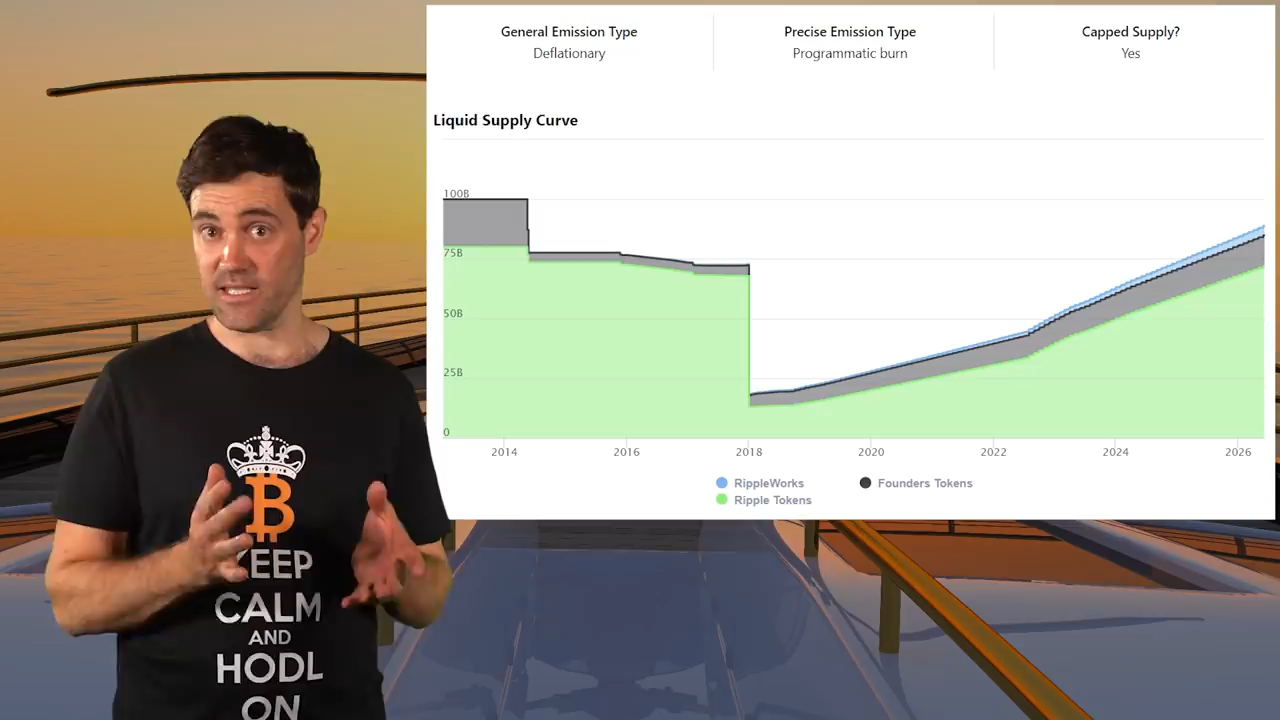 General Emission Type
Deflationary
Precise Emission Type
Programmatic burn
Capped Supply?
Yes
Liquid Supply Curve
100B
75B
50B
25B
0
2014
2016
2018
2020
2022
2024
2026
RippleWorks
Founders Tokens
Ripple Tokens
KEEP
CALM
AND
HODL
ON